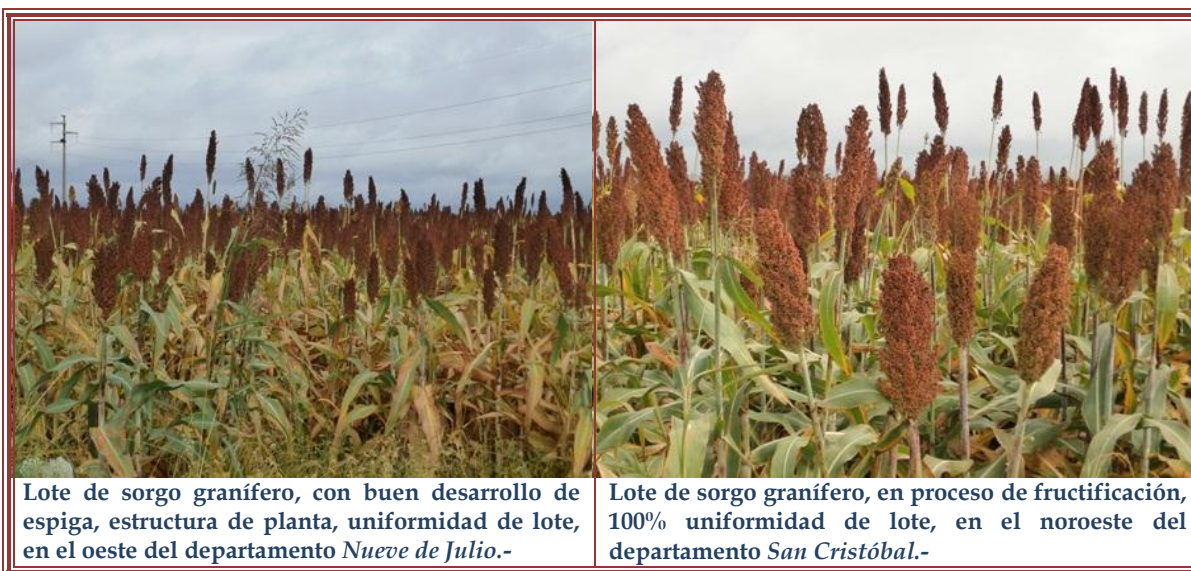 Lote de sorgo granífero, con buen desarrollo de
espiga, estructura de planta, uniformidad de lote,
en el oeste del departamento Nueve de Julio.-
Lote de sorgo granífero, en proceso de fructificación,
100% uniformidad de lote, en el noroeste del
departamento San Cristóbal.-